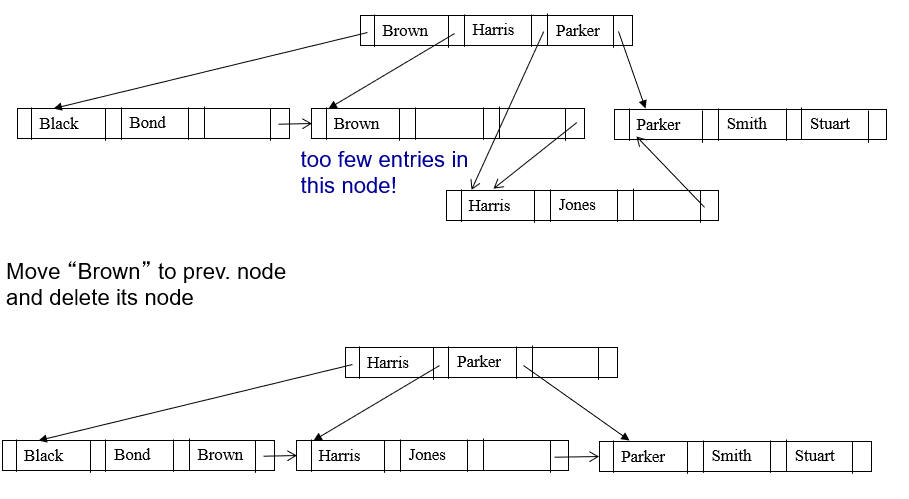 Brown Harris Parker
Black Bond Brown Parker Smith Stuart
too few entries in
this node!
Harris Jones
Move “Brown” to prev. node
and delete its node
Harris Parker
Black Bond Brown Harris Jones Parker Smith Stuart